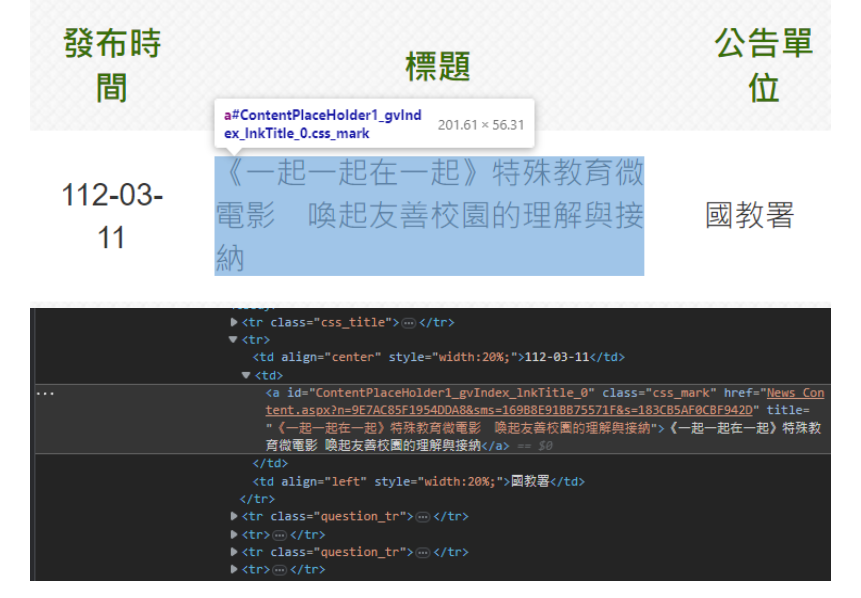 發布時
間
標題
公告單
位
a#ContentPlaceHolder1_gvInd
ex_lnkTitle_0.css_mark
201.61 × 56.31
112-03-
11
《一起一起在一起》特殊教育微
電影　喚起友善校園的理解與接
納
國教署
▶<tr class="css_title">⋯</tr>
▼<tr>
<td align="center" style="width:20%;">112-03-11</td>
▼<td>
⋯ <a id="ContentPlaceHolder1_gvIndex_lnkTitle_0" class="css_mark" href="News_Con
tent.aspx?n=9E7AC85F1954DDA8&sms=169B8E91BB75571F&s=183CB5AF0CBF942D" title=
"《一起一起在一起》特殊教育微電影　喚起友善校園的理解與接納">《一起一起在一起》特殊教
育微電影 喚起友善校園的理解與接納</a> == $0
</td>
<td align="left" style="width:20%;">國教署</td>
</tr>
▶<tr class="question_tr">⋯</tr>
▶<tr>⋯</tr>
▶<tr class="question_tr">⋯</tr>
▶<tr>⋯</tr>